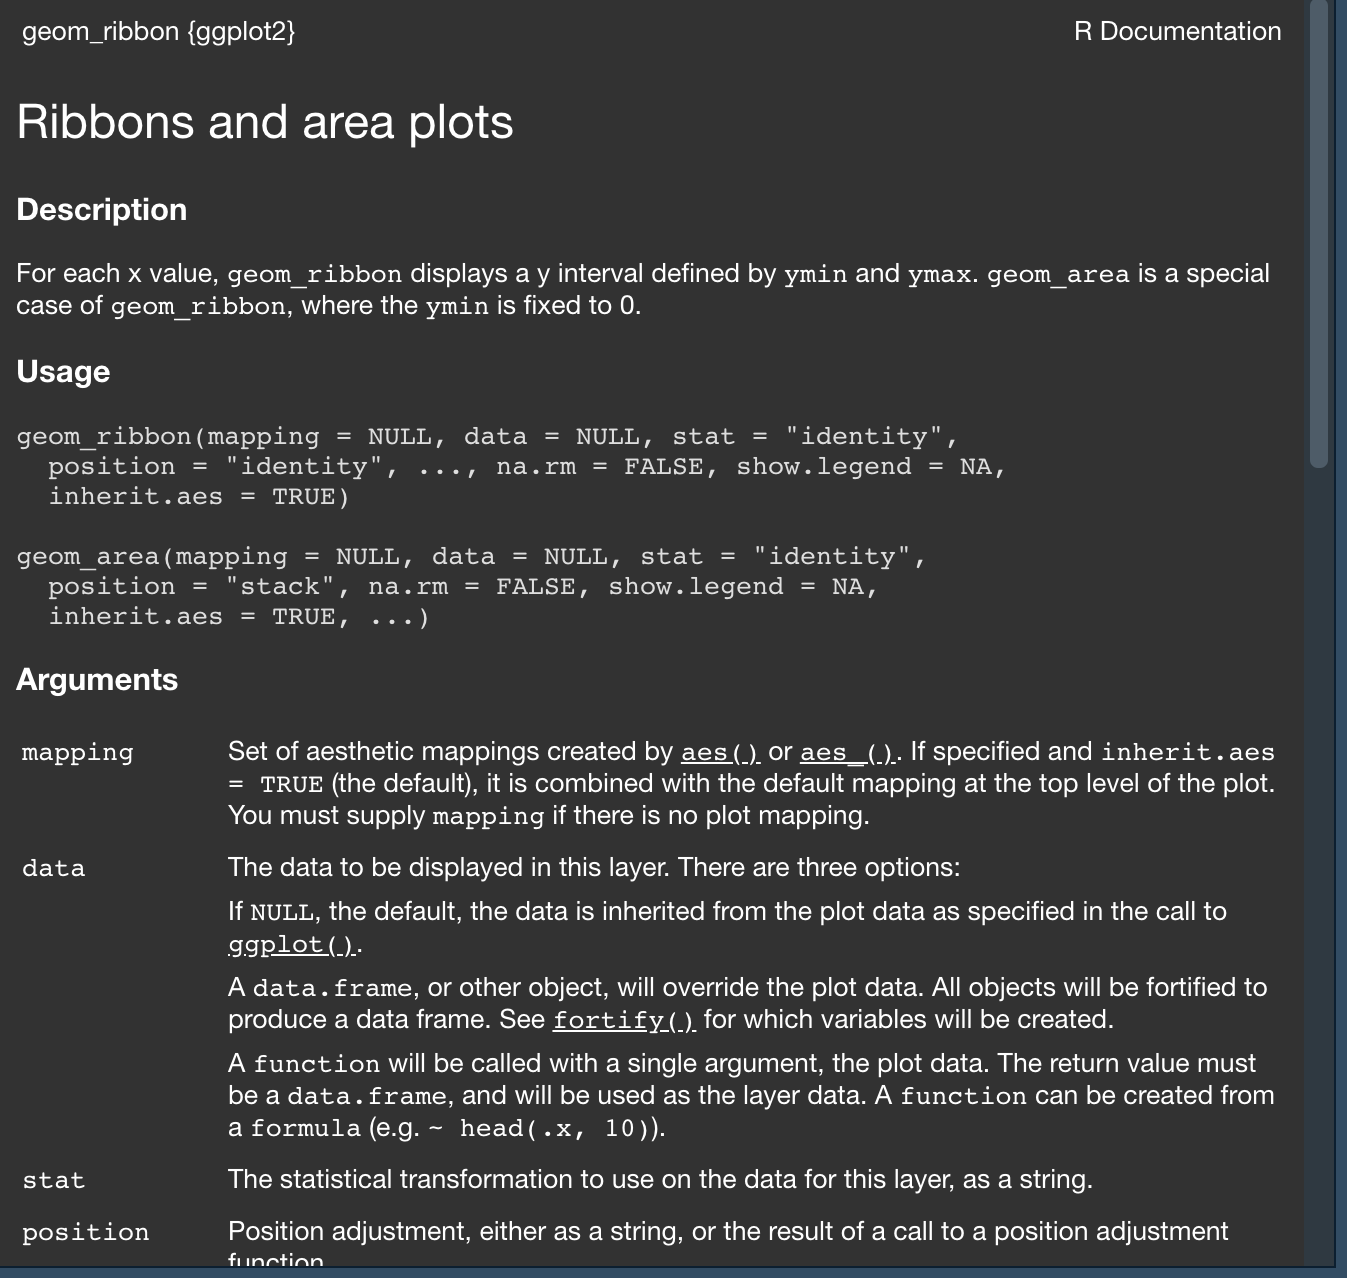 geom_ribbon {ggplot2} R Documentation
Ribbons and area plots
Description
For each x value, geom_ribbon displays a y interval defined by ymin and ymax. geom_area is a special
case of geom_ribbon, where the ymin is fixed to 0.
Usage
geom_ribbon(mapping = NULL, data = NULL, stat = "identity",
  position = "identity", ..., na.rm = FALSE, show.legend = NA,
  inherit.aes = TRUE)
geom_area(mapping = NULL, data = NULL, stat = "identity",
  position = "stack", na.rm = FALSE, show.legend = NA,
  inherit.aes = TRUE, ...)
Arguments
mapping Set of aesthetic mappings created by aes() or aes_(). If specified and inherit.aes
= TRUE (the default), it is combined with the default mapping at the top level of the plot.
You must supply mapping if there is no plot mapping.
data The data to be displayed in this layer. There are three options:
If NULL, the default, the data is inherited from the plot data as specified in the call to
ggplot().
A data.frame, or other object, will override the plot data. All objects will be fortified to
produce a data frame. See fortify() for which variables will be created.
A function will be called with a single argument, the plot data. The return value must
be a data.frame, and will be used as the layer data. A function can be created from
a formula (e.g. ~ head(.x, 10)).
stat The statistical transformation to use on the data for this layer, as a string.
position Position adjustment, either as a string, or the result of a call to a position adjustment
function